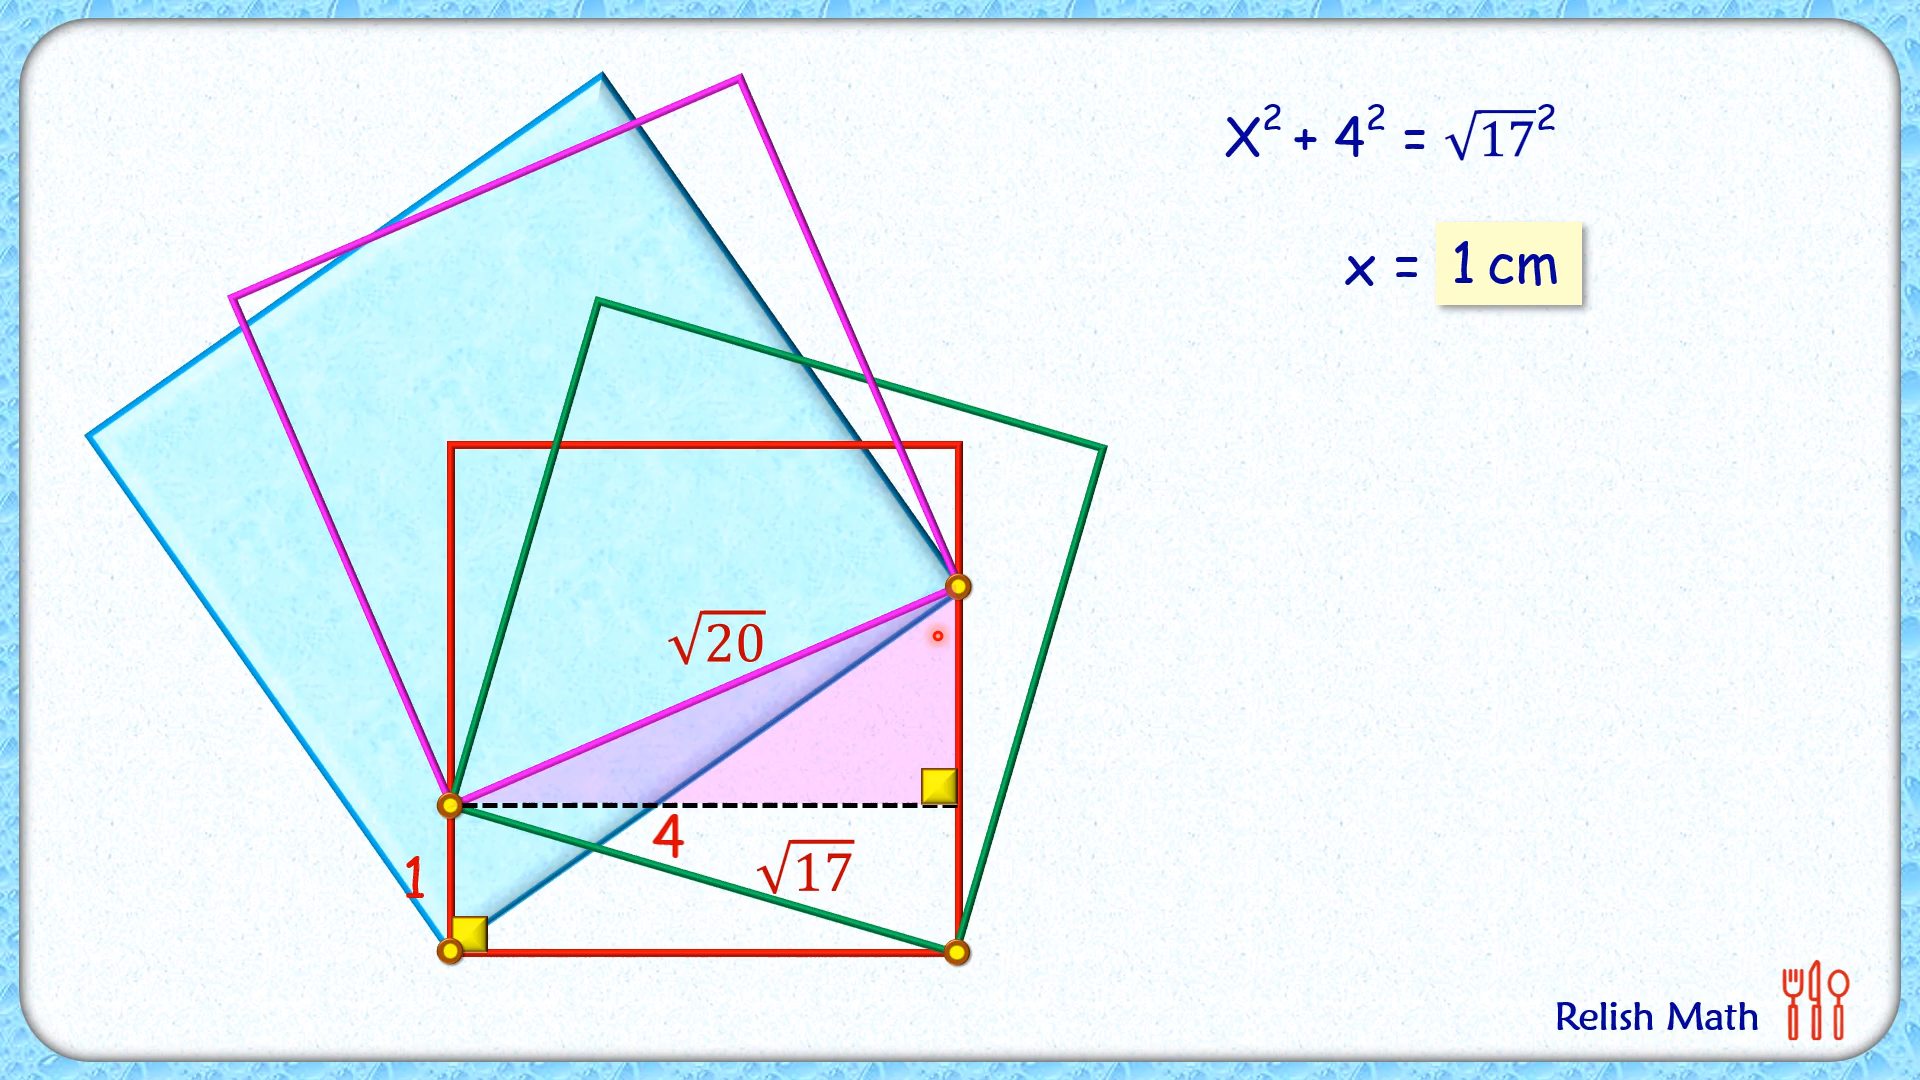 X² + 4² = √17²
x = 1 cm
√20
4
√17
1
Relish Math